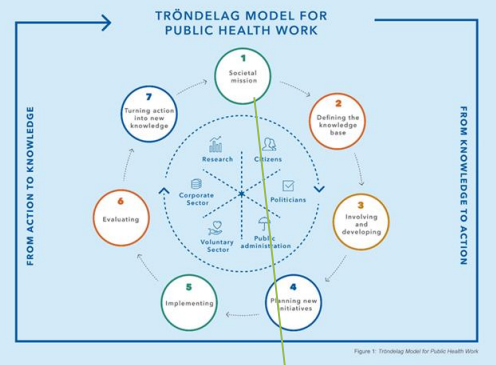 TRÖNDELAG MODEL FOR
PUBLIC HEALTH WORK
1
Societal
mission
2
Defining the
knowledge
base
3
Involving
and
developing
4
Planning new
initiatives
5
Implementing
6
Evaluating
7
Turning action
into new
knowledge
Research
Citizens
Corporate
Sector
Politicians
Voluntary
Sector
Public
administration
FROM ACTION TO KNOWLEDGE
FROM KNOWLEDGE TO ACTION
Figure 1: Tröndelag Model for Public Health Work